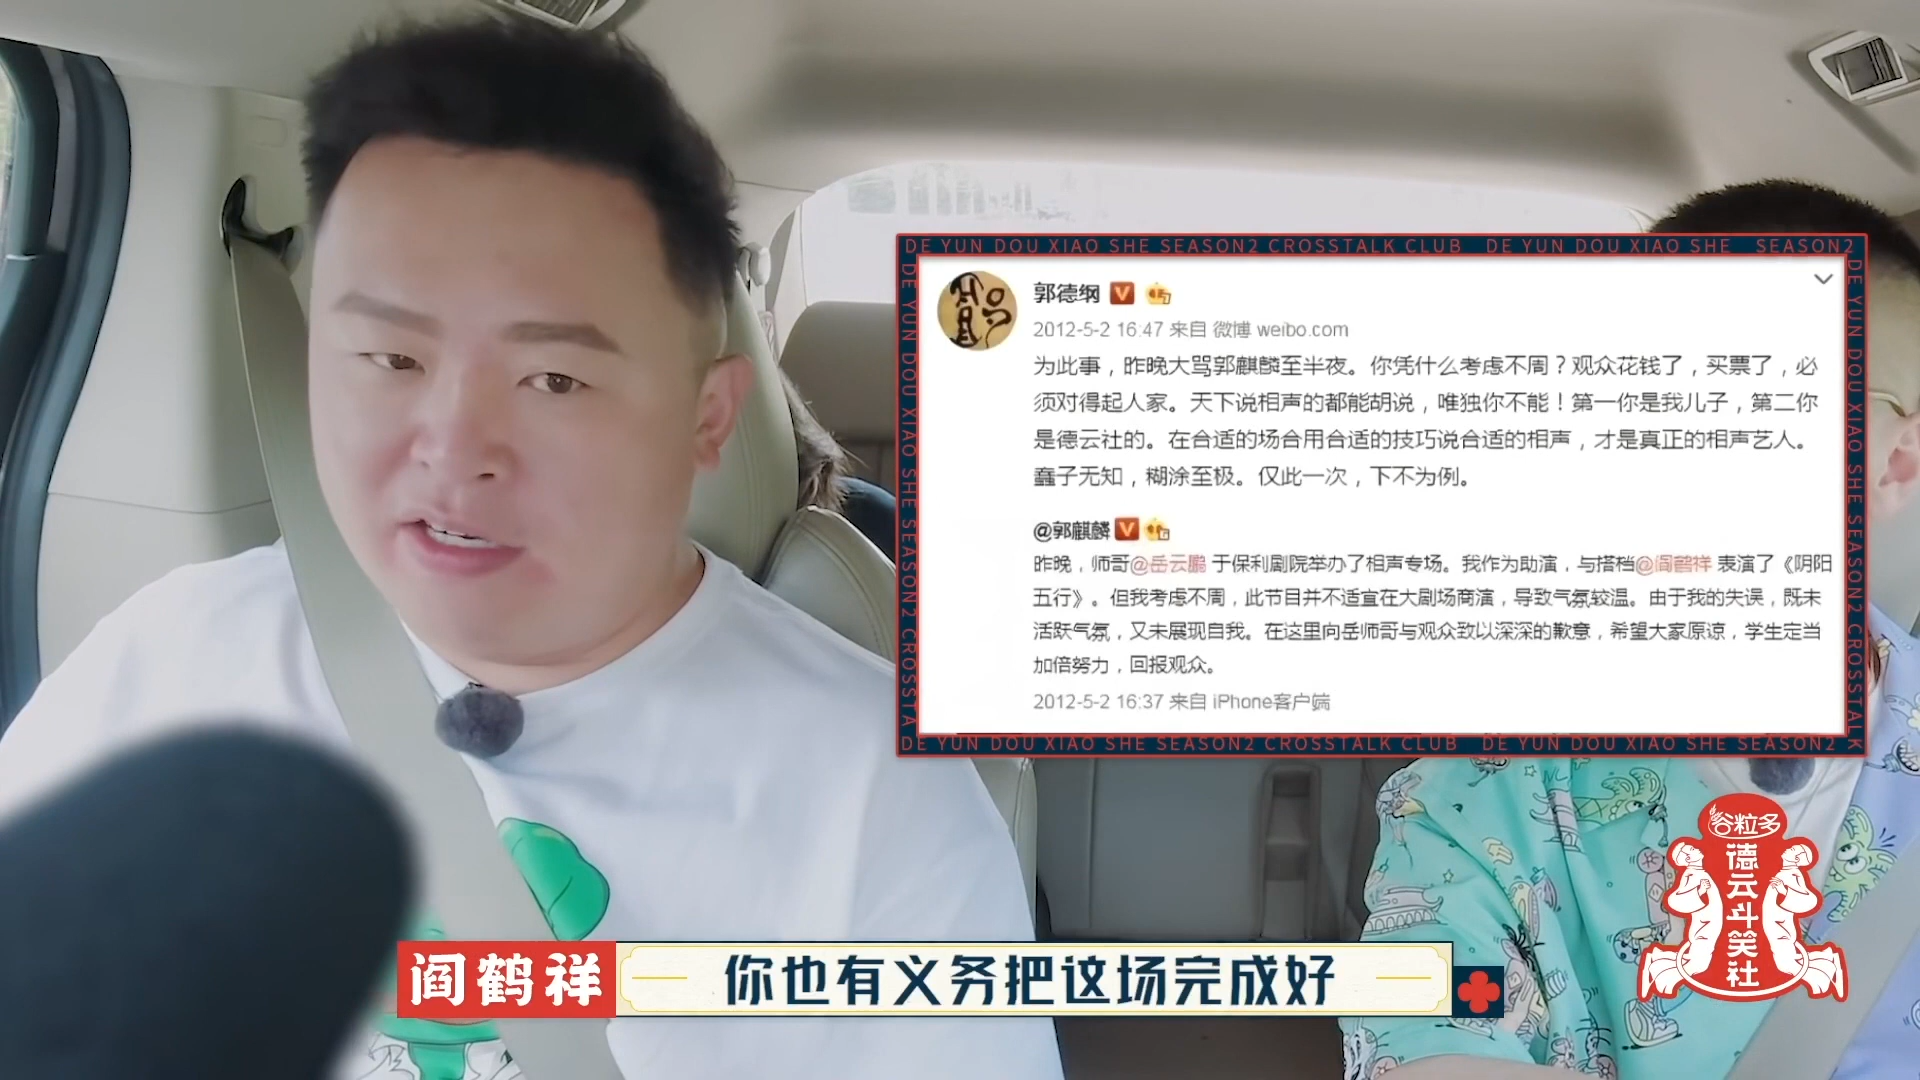 DE YUN DOU XIAO SHE SEASON2 CROSSTALK CLUB DE YUN DOU XIAO SHE SEASON2
DE YUN DOU XIAO SHE SEASON2 CROSSTA
DE YUN DOU XIAO SHE SEASON2 CROSSTALK
郭德纲
2012-5-2 16:47 来自 微博 weibo.com
为此事，昨晚大骂郭麒麟至半夜。你凭什么考虑不周？观众花钱了，买票了，必
须对得起人家。天下说相声的都能胡说，唯独你不能！第一你是我儿子，第二你
是德云社的。在合适的场合用合适的技巧说合适的相声，才是真正的相声艺人。
蠢子无知，糊涂至极。仅此一次，下不为例。
@郭麒麟
昨晚，师哥@岳云鹏 于保利剧院举办了相声专场。我作为助演，与搭档@阎鹤祥 表演了《阴阳
五行》。但我考虑不周，此节目并不适宜在大剧场商演，导致气氛较温。由于我的失误，既未
活跃气氛，又未展现自我。在这里向岳师哥与观众致以深深的歉意，希望大家原谅，学生定当
加倍努力，回报观众。
2012-5-2 16:37 来自 iPhone客户端
DE YUN DOU XIAO SHE SEASON2 CROSSTALK CLUB DE YUN DOU XIAO SHE SEASON2
谷粒多
德云斗笑社
阎鹤祥
你也有义务把这场完成好